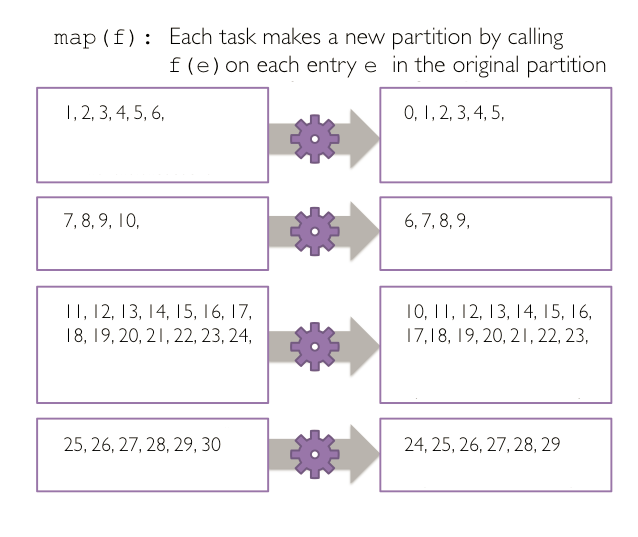 map(f): Each task makes a new partition by calling
f(e) on each entry e in the original partition
1, 2, 3, 4, 5, 6,
0, 1, 2, 3, 4, 5,
7, 8, 9, 10,
6, 7, 8, 9,
11, 12, 13, 14, 15, 16, 17,
18, 19, 20, 21, 22, 23, 24,
10, 11, 12, 13, 14, 15, 16,
17,18, 19, 20, 21, 22, 23,
25, 26, 27, 28, 29, 30
24, 25, 26, 27, 28, 29